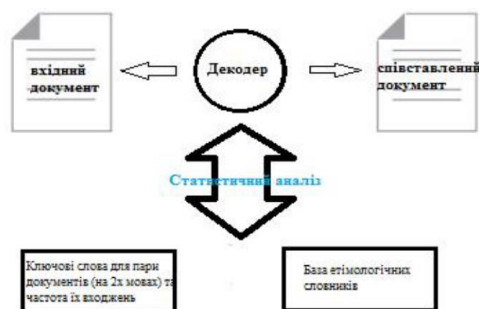 вхідний
документ
Декодер
співставлений
документ
Статистичний аналіз
Ключові слова для пари
документів (на 2х мовах) та
частота їх входжень
База етімологічних
словників